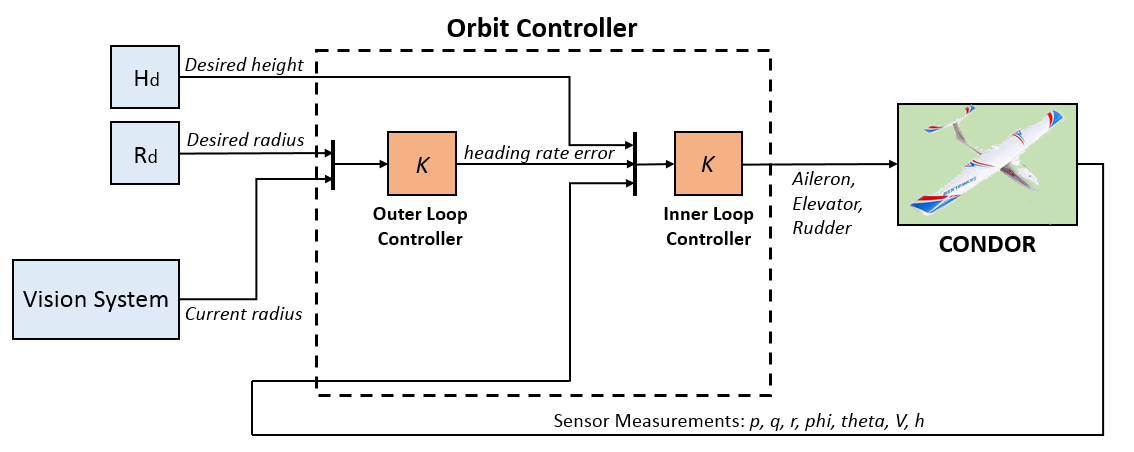 Orbit Controller
Hd
Desired height
Rd
Desired radius
K
heading rate error
K
Outer Loop
Controller
Inner Loop
Controller
Aileron,
Elevator,
Rudder
CONDOR
Vision System
Current radius
Sensor Measurements: p, q, r, phi, theta, V, h